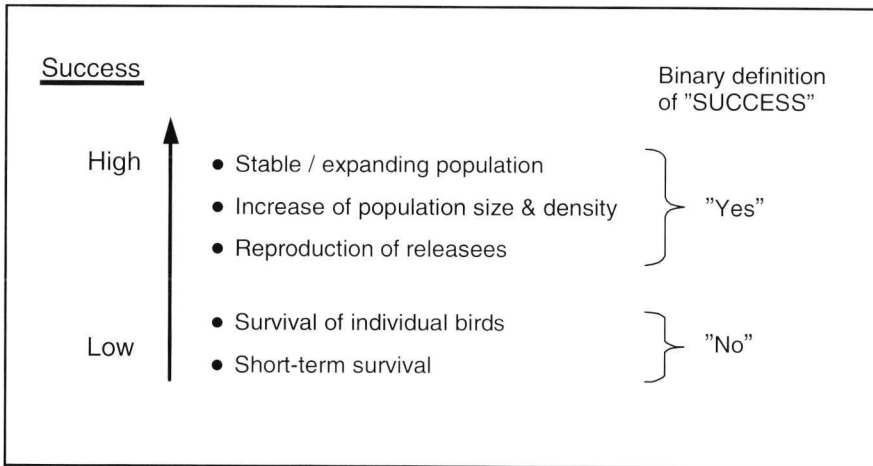 Success
Binary definition
of ”SUCCESS”
High
● Stable / expanding population
● Increase of population size & density
● Reproduction of releasees
”Yes”
● Survival of individual birds
Low
● Short-term survival
”No”